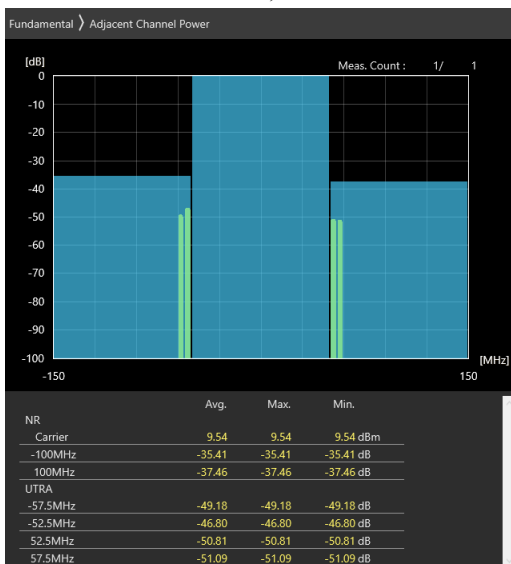 Fundamental 〉 Adjacent Channel Power
[dB]
Meas. Count : 1/ 1
0
-10
-20
-30
-40
-50
-60
-70
-80
-90
-100
[MHz]
-150 150
Avg. Max. Min.
NR
Carrier 9.54 9.54 9.54 dBm
-100MHz -35.41 -35.41 -35.41 dB
100MHz -37.46 -37.46 -37.46 dB
UTRA
-57.5MHz -49.18 -49.18 -49.18 dB
-52.5MHz -46.80 -46.80 -46.80 dB
52.5MHz -50.81 -50.81 -50.81 dB
57.5MHz -51.09 -51.09 -51.09 dB